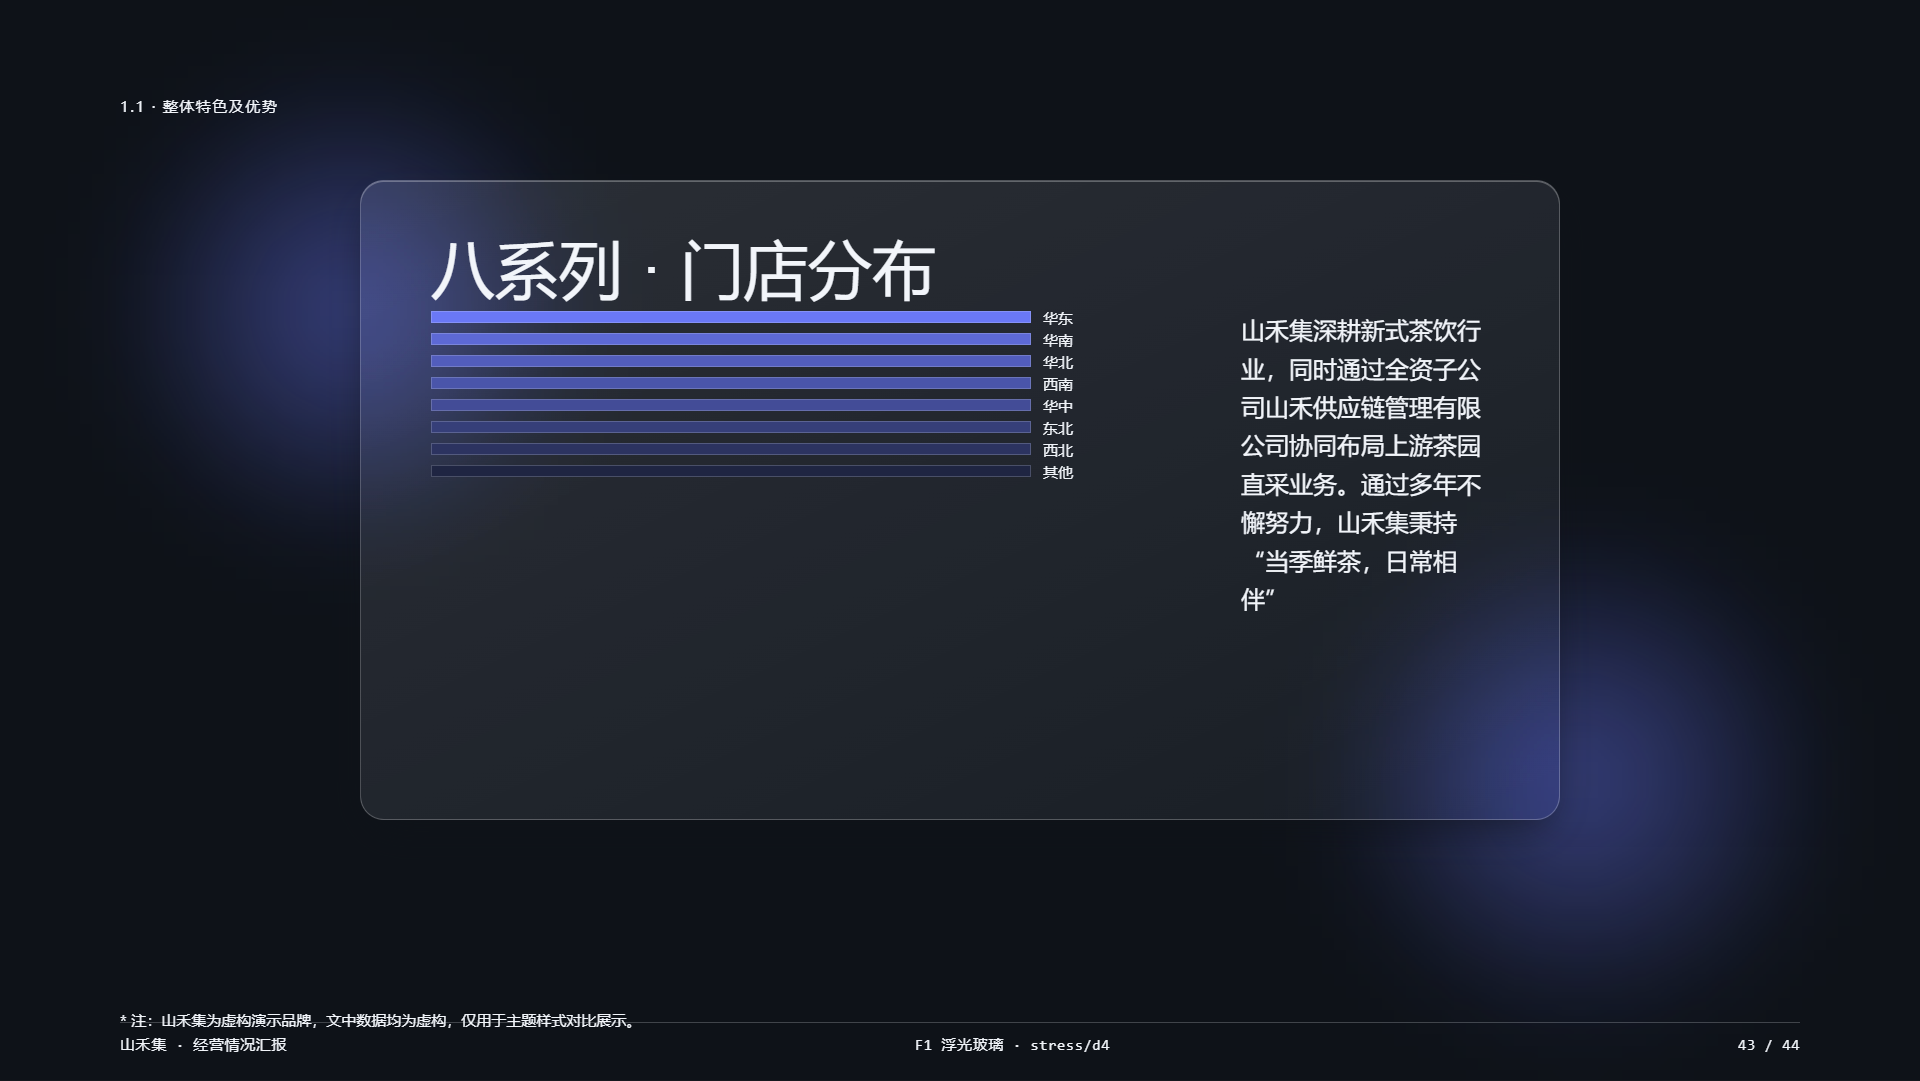 1.1 · 整体特色及优势
八系列 · 门店分布
华东
华南
华北
西南
华中
东北
西北
其他
山禾集深耕新式茶饮行
业，同时通过全资子公
司山禾供应链管理有限
公司协同布局上游茶园
直采业务。通过多年不
懈努力，山禾集秉持
“当季鲜茶，日常相
伴”
* 注：山禾集为虚构演示品牌，文中数据均为虚构，仅用于主题样式对比展示。
山禾集 · 经营情况汇报
F1 浮光玻璃 · stress/d4
43 / 44